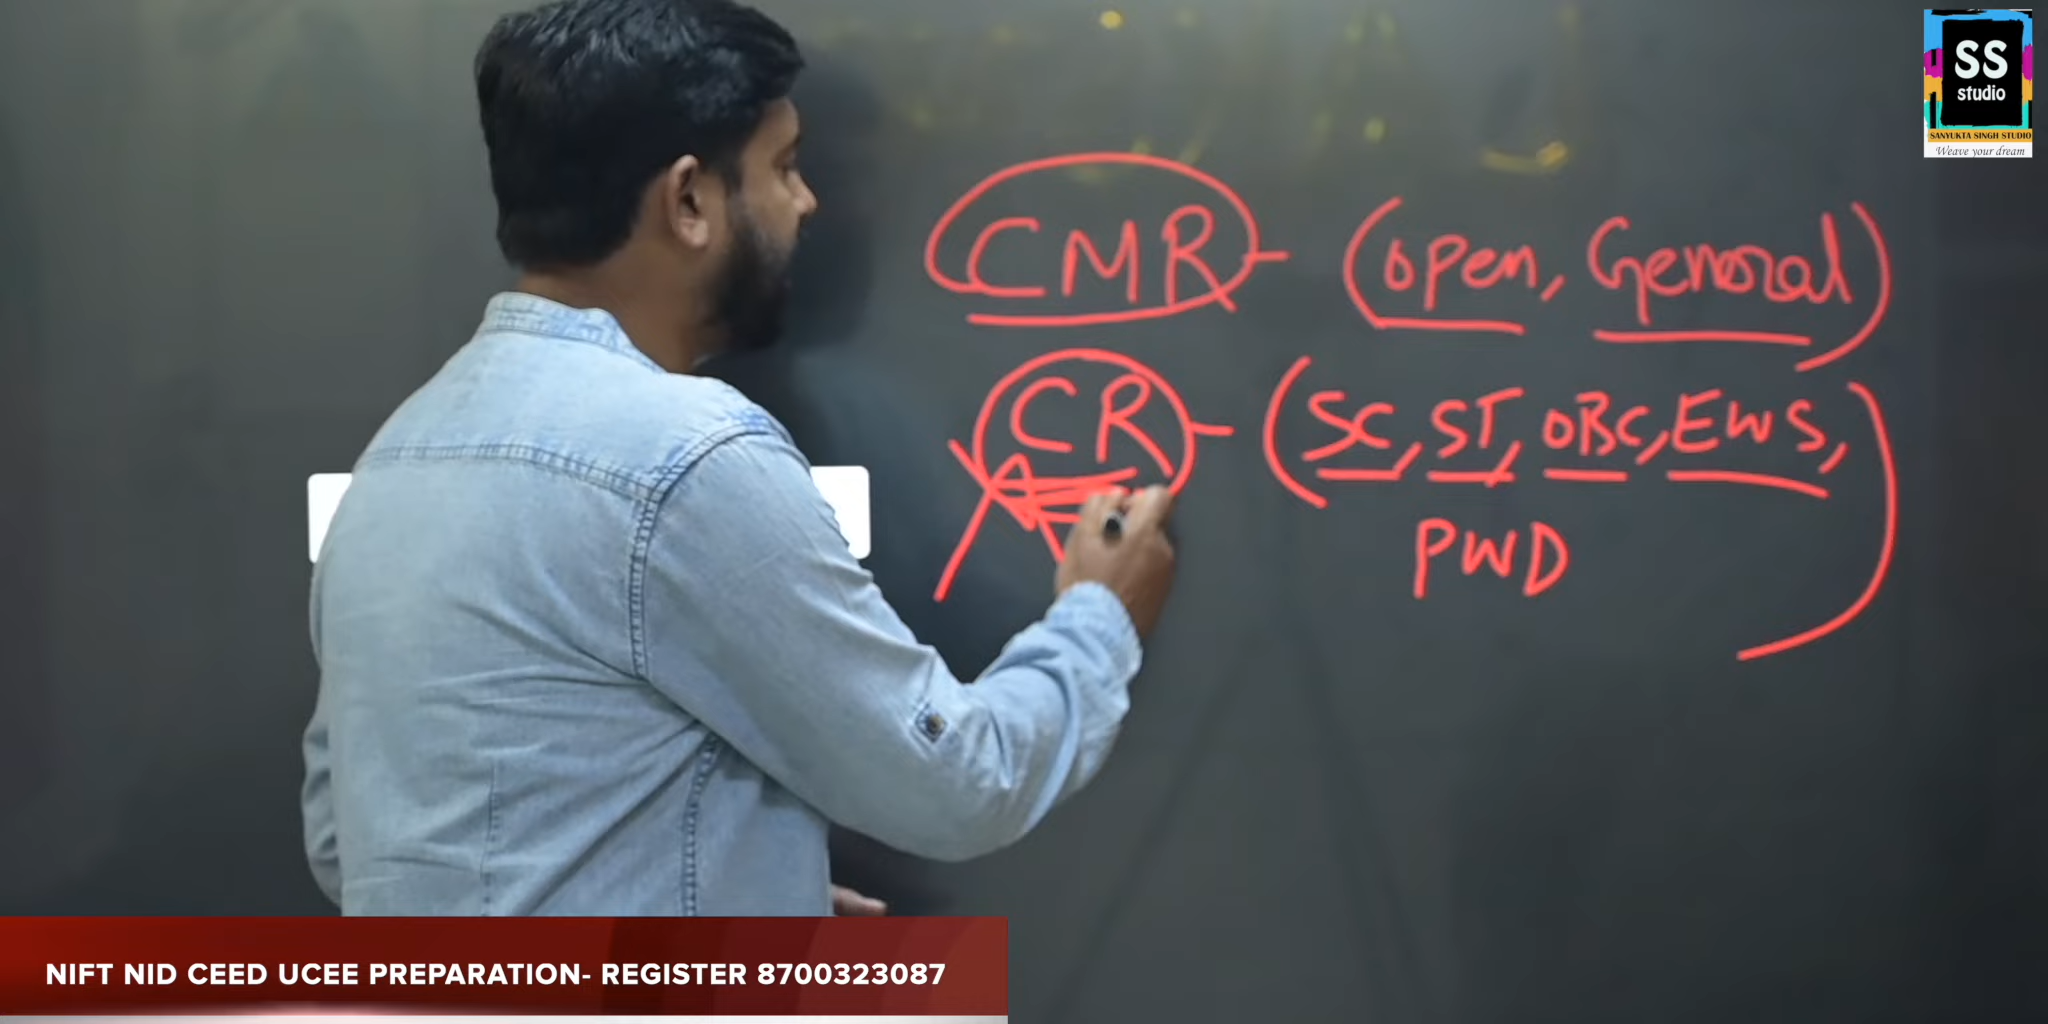 SS
studio
SANYUKTA SINGH STUDIO
Weave your dream
CMR - (open, General)
CR - (SC, ST, OBC, EWS,
PWD)
NIFT NID CEED UCEE PREPARATION- REGISTER 8700323087